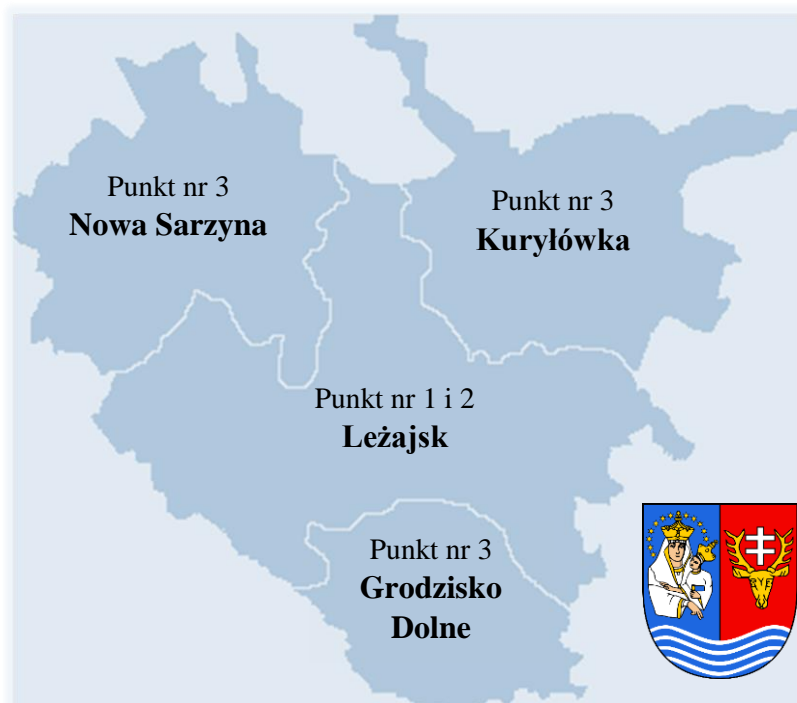 Punkt nr 3
Nowa Sarzyna
Punkt nr 3
Kuryłówka
Punkt nr 1 i 2
Leżajsk
Punkt nr 3
Grodzisko
Dolne